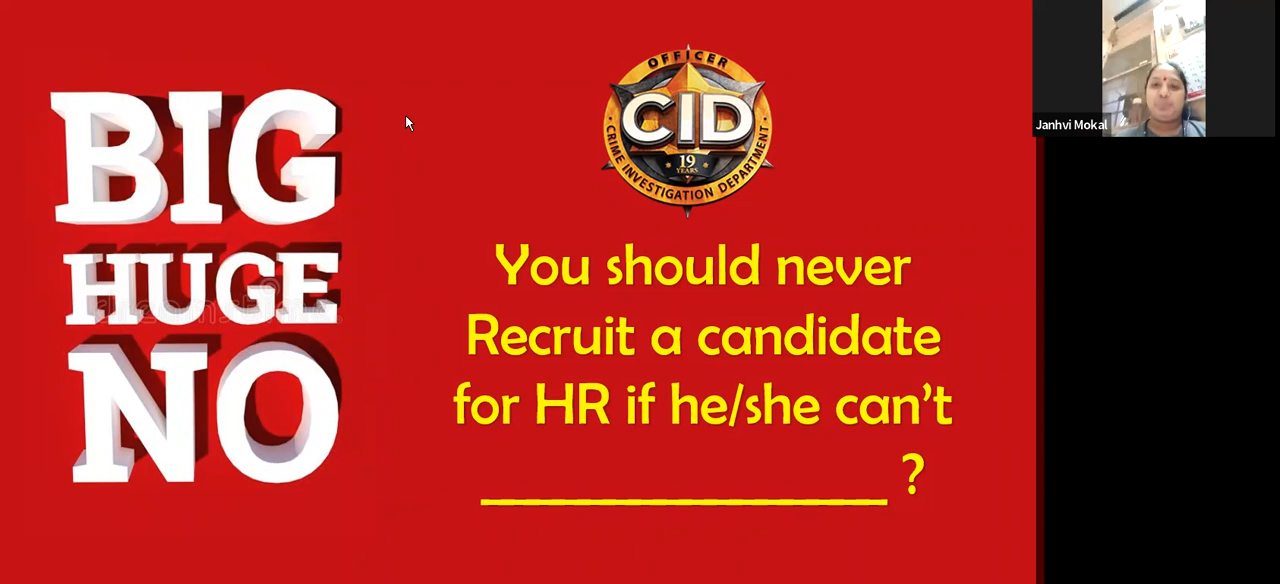 BIG
HUGE
NO
OFFICER
CID
19
YEARS
CRIME INVESTIGATION DEPARTMENT
You should never
Recruit a candidate
for HR if he/she can't
________________ ?
Janhvi Mokal